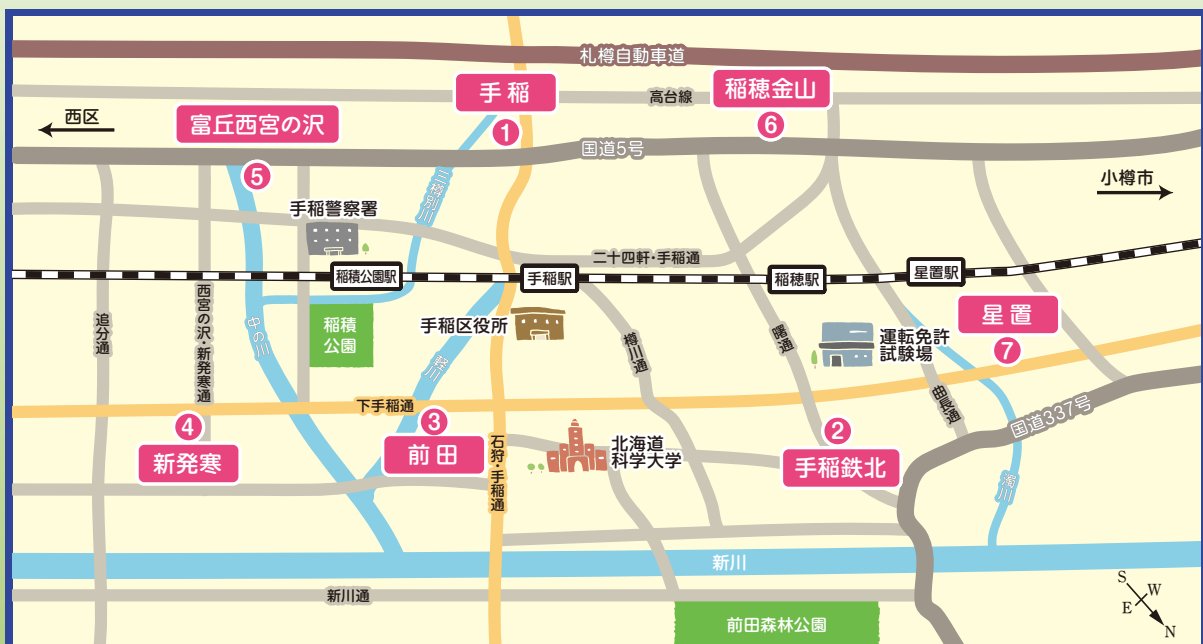 札樽自動車道
手稲
稲穂金山
高台線
西区
富丘西宮の沢
1
6
国道5号
5
三樽別川
小樽市
手稲警察署
二十四軒・手稲通
稲積公園駅
手稲駅
稲穂駅
星置駅
西宮の沢・新発寒通
追分通
中の川
稲積
公園
手稲区役所
軽川
樽川通
曙通
運転免許
試験場
星置
7
曲長通
下手稲通
国道337号
4
3
2
新発寒
前田
石狩・手稲通
北海道
科学大学
手稲鉄北
濁川
新川
新川通
前田森林公園
S
W
E
N